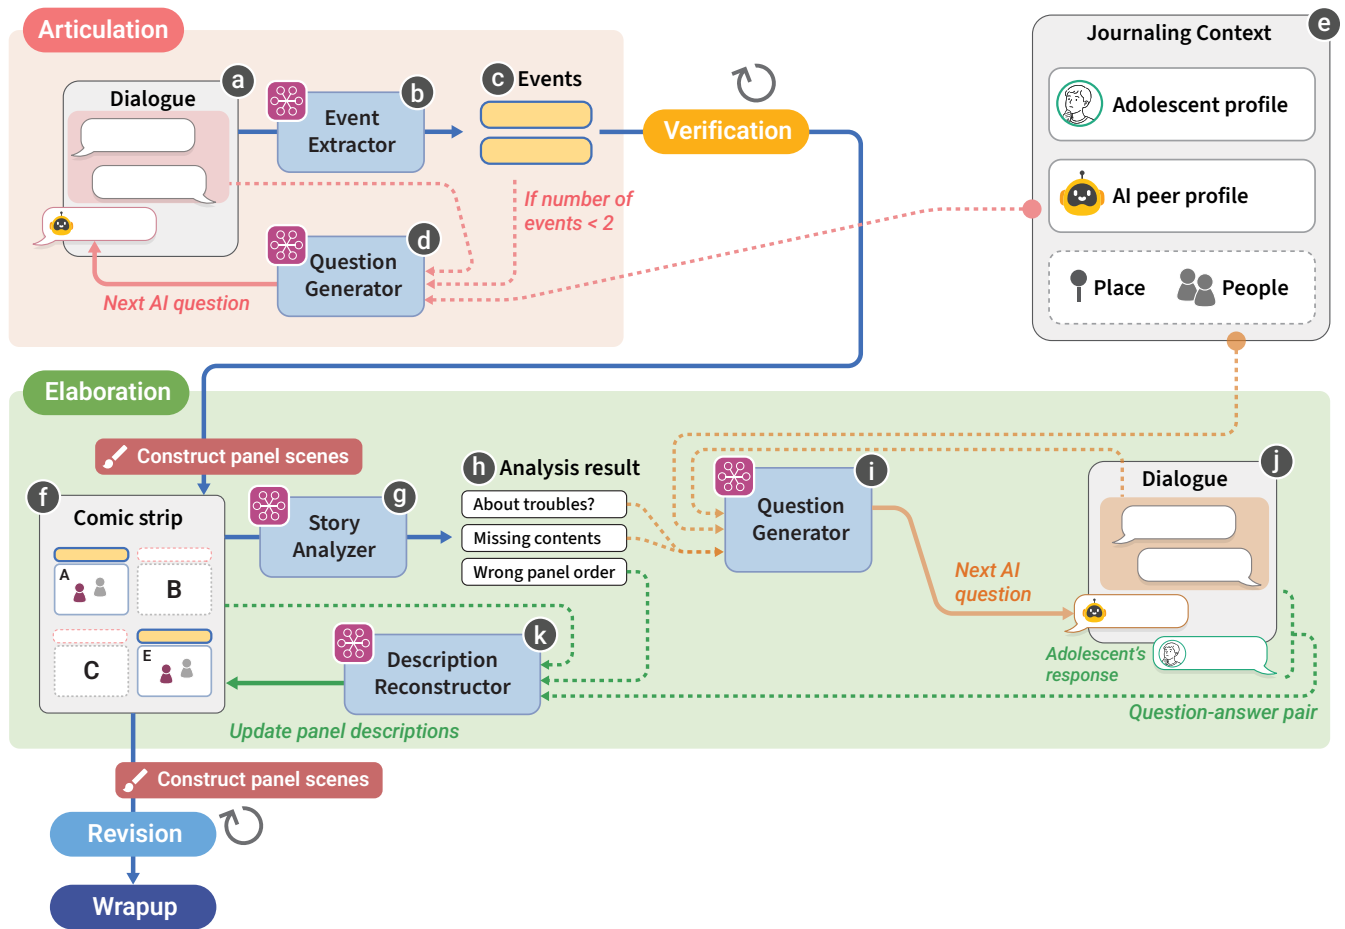 Articulation
a
Dialogue
b
Event
Extractor
c
Events
Verification
e
Journaling Context
Adolescent profile
AI peer profile
Place
People
If number of
events < 2
d
Question
Generator
Next AI question
Elaboration
Construct panel scenes
f
Comic strip
A
B
C
E
g
Story
Analyzer
h
Analysis result
About troubles?
Missing contents
Wrong panel order
i
Question
Generator
Next AI
question
j
Dialogue
Adolescent's
response
Question-answer pair
k
Description
Reconstructor
Update panel descriptions
Construct panel scenes
Revision
Wrapup